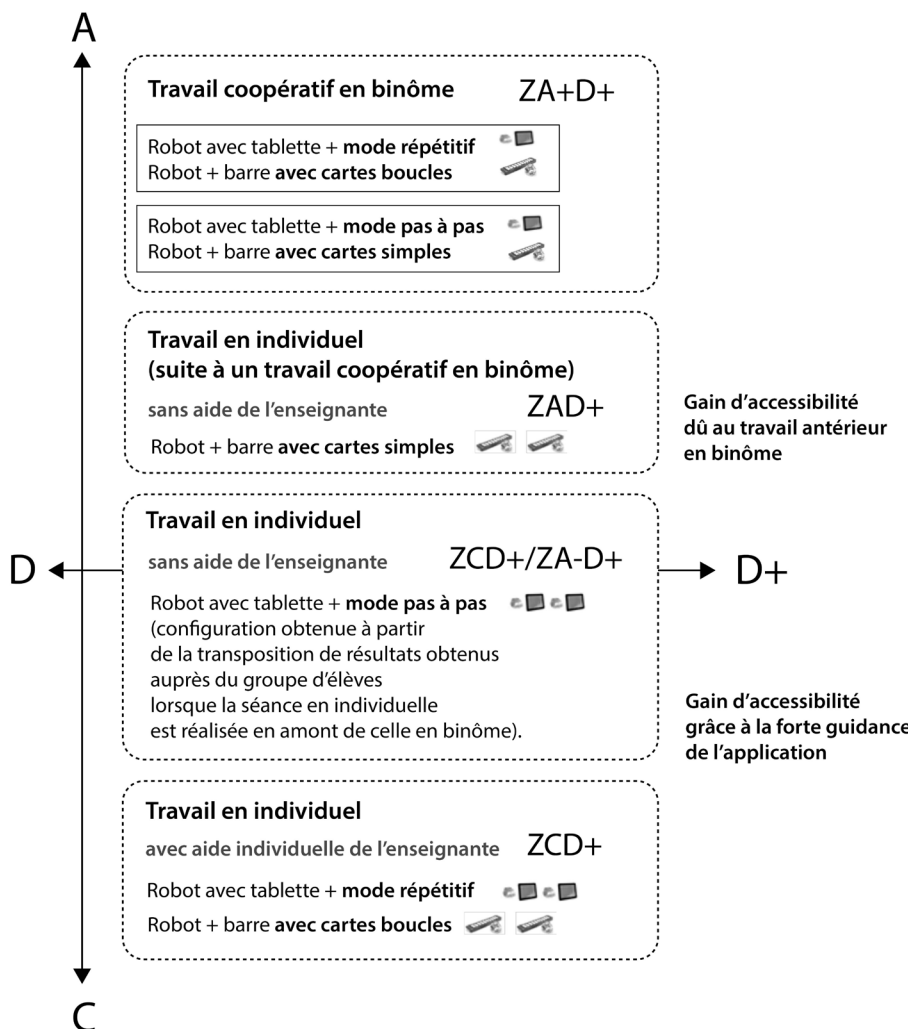 A
Travail coopératif en binôme
ZA+D+
Robot avec tablette + mode répétitif
Robot + barre avec cartes boucles
Robot avec tablette + mode pas à pas
Robot + barre avec cartes simples
Travail en individuel
(suite à un travail coopératif en binôme)
sans aide de l’enseignante
ZAD+
Robot + barre avec cartes simples
Gain d’accessibilité
dû au travail antérieur
en binôme
Travail en individuel
sans aide de l’enseignante
ZCD+/ZA-D+
D
D+
Robot avec tablette + mode pas à pas
(configuration obtenue à partir
de la transposition de résultats obtenus
auprès du groupe d’élèves
lorsque la séance en individuelle
est réalisée en amont de celle en binôme).
Gain d’accessibilité
grâce à la forte guidance
de l’application
Travail en individuel
avec aide individuelle de l’enseignante
ZCD+
Robot avec tablette + mode répétitif
Robot + barre avec cartes boucles
C